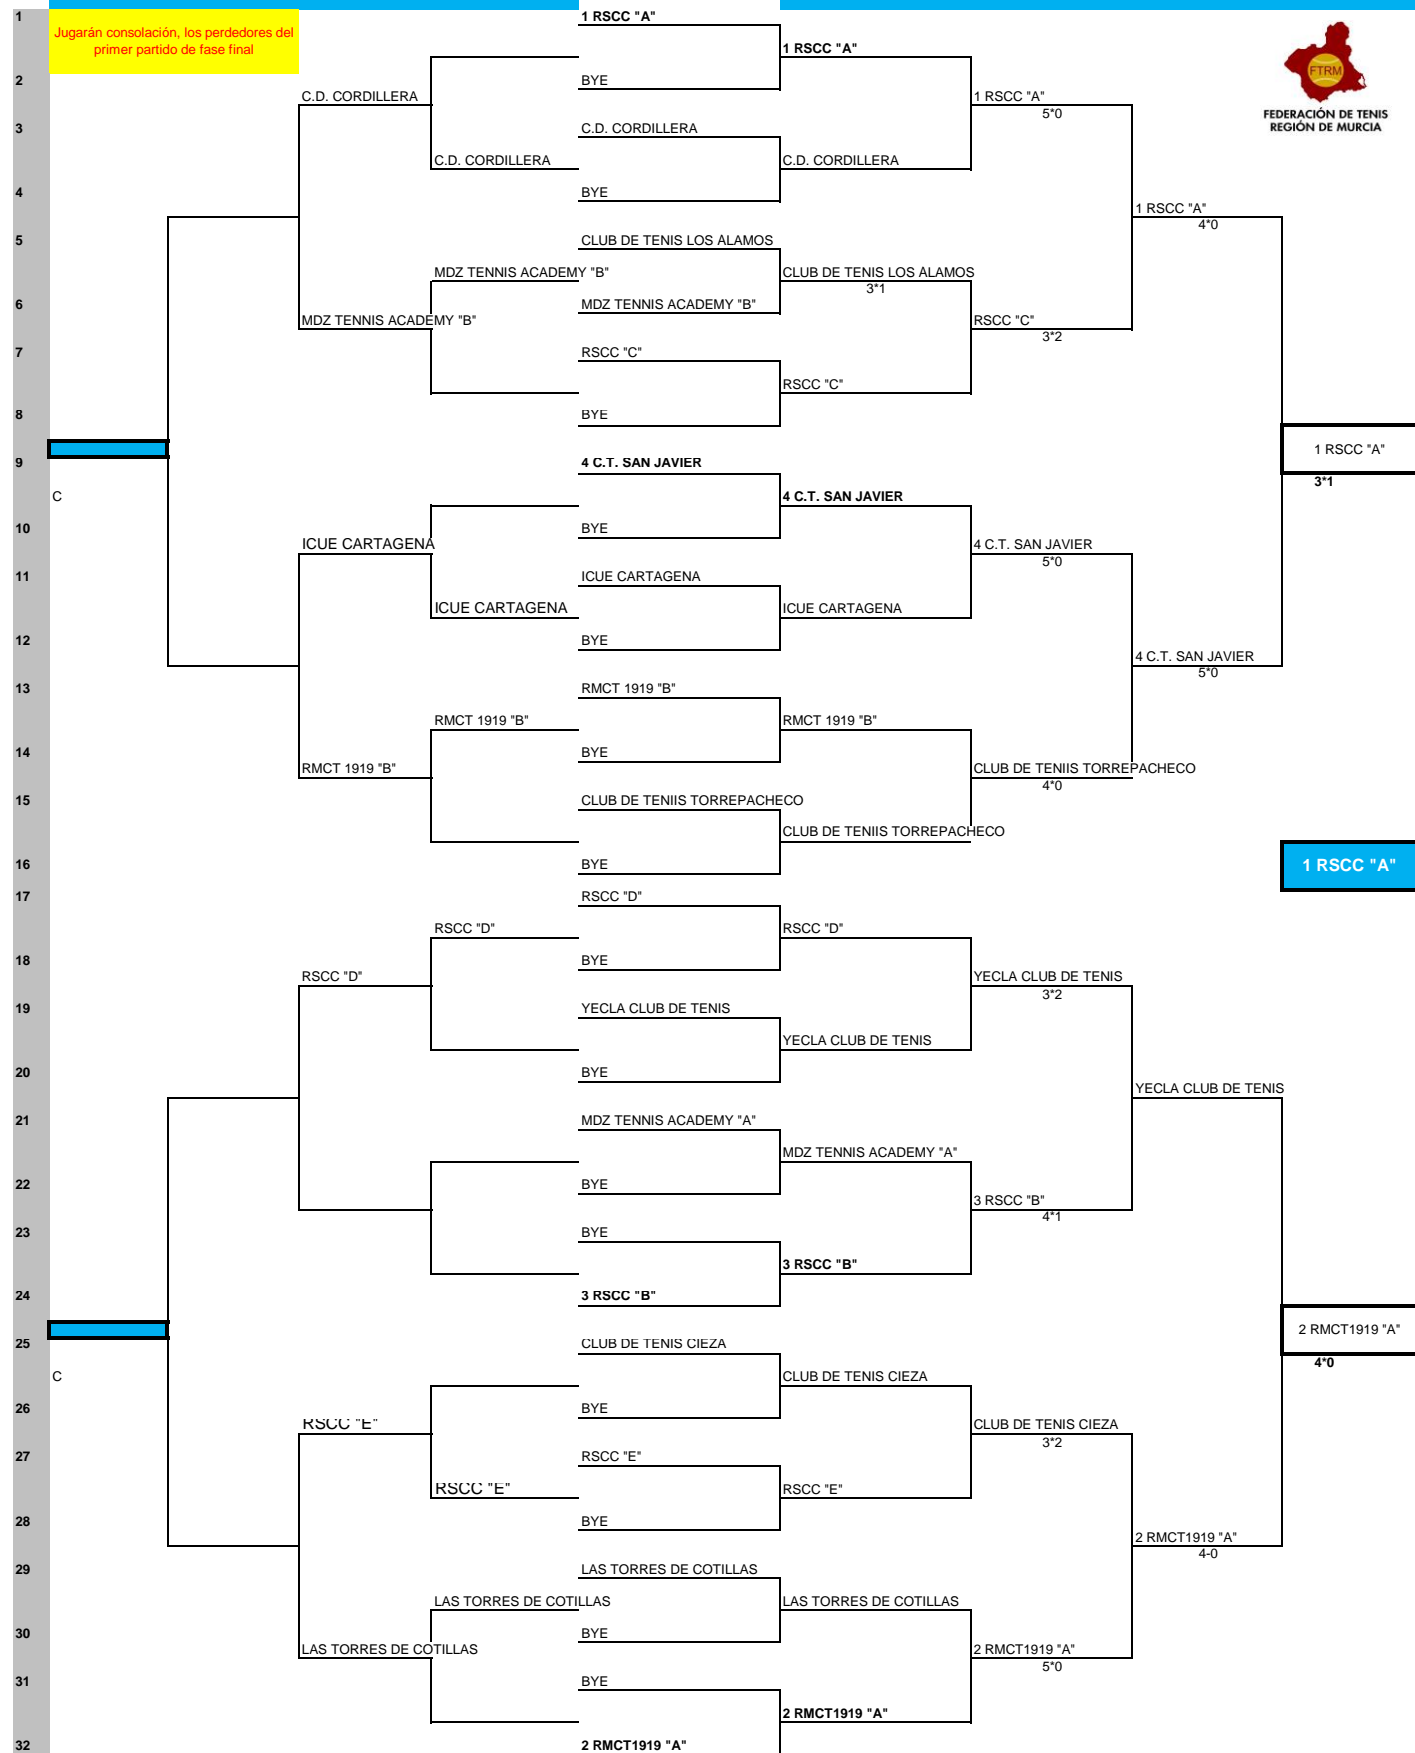 1
1 RSCC "A"
Jugarán consolación, los perdedores del
primer partido de fase final
1 RSCC "A"
FTRM
2
BYE
C.D. CORDILLERA
1 RSCC "A"
5*0
FEDERACIÓN DE TENIS
REGIÓN DE MURCIA
3
C.D. CORDILLERA
C.D. CORDILLERA
C.D. CORDILLERA
4
BYE
1 RSCC "A"
4*0
5
CLUB DE TENIS LOS ALAMOS
MDZ TENNIS ACADEMY "B"
CLUB DE TENIS LOS ALAMOS
3*1
6
MDZ TENNIS ACADEMY "B"
MDZ TENNIS ACADEMY "B"
RSCC "C"
3*2
7
RSCC "C"
RSCC "C"
8
BYE
1 RSCC "A"
3*1
9
4 C.T. SAN JAVIER
C
4 C.T. SAN JAVIER
10
BYE
ICUE CARTAGENA
4 C.T. SAN JAVIER
5*0
11
ICUE CARTAGENA
ICUE CARTAGENA
ICUE CARTAGENA
12
BYE
4 C.T. SAN JAVIER
5*0
13
RMCT 1919 "B"
RMCT 1919 "B"
RMCT 1919 "B"
14
BYE
RMCT 1919 "B"
CLUB DE TENIIS TORREPACHECO
4*0
15
CLUB DE TENIIS TORREPACHECO
CLUB DE TENIIS TORREPACHECO
16
BYE
1 RSCC "A"
17
RSCC "D"
RSCC "D"
RSCC "D"
18
BYE
RSCC "D"
YECLA CLUB DE TENIS
3*2
19
YECLA CLUB DE TENIS
YECLA CLUB DE TENIS
20
BYE
YECLA CLUB DE TENIS
21
MDZ TENNIS ACADEMY "A"
MDZ TENNIS ACADEMY "A"
22
BYE
3 RSCC "B"
4*1
23
BYE
3 RSCC "B"
24
3 RSCC "B"
2 RMCT1919 "A"
4*0
25
CLUB DE TENIS CIEZA
C
CLUB DE TENIS CIEZA
26
BYE
RSCC "E"
CLUB DE TENIS CIEZA
3*2
27
RSCC "E"
RSCC "E"
RSCC "E"
28
BYE
2 RMCT1919 "A"
4-0
29
LAS TORRES DE COTILLAS
LAS TORRES DE COTILLAS
LAS TORRES DE COTILLAS
30
BYE
LAS TORRES DE COTILLAS
2 RMCT1919 "A"
5*0
31
BYE
2 RMCT1919 "A"
32
2 RMCT1919 "A"